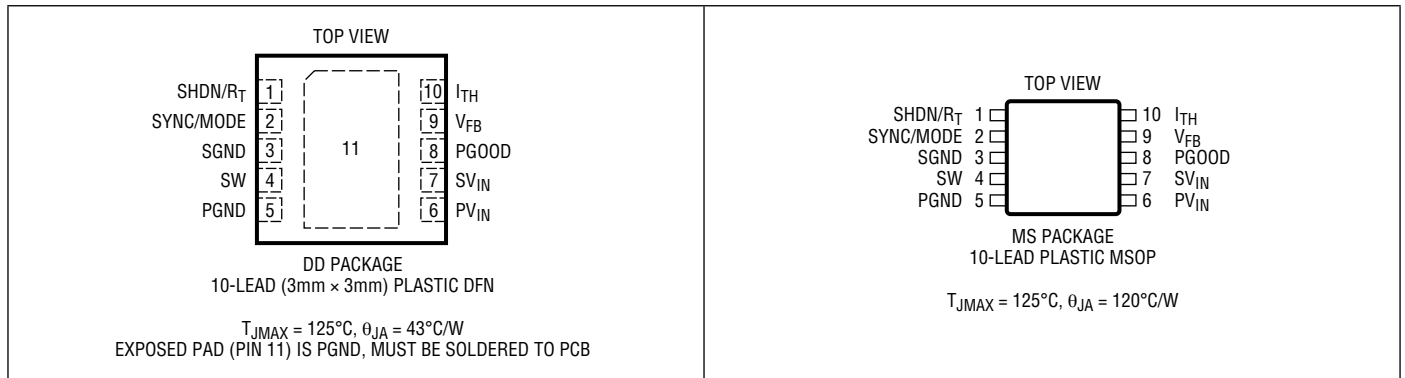 TOP VIEW
SHDN/RT 1
10 ITH
SYNC/MODE 2
9 VFB
SGND 3
11
8 PGOOD
SW 4
7 SVIN
PGND 5
6 PVIN
DD PACKAGE
10-LEAD (3mm × 3mm) PLASTIC DFN
TJMAX = 125°C, θJA = 43°C/W
EXPOSED PAD (PIN 11) IS PGND, MUST BE SOLDERED TO PCB
TOP VIEW
SHDN/RT 1
10 ITH
SYNC/MODE 2
9 VFB
SGND 3
8 PGOOD
SW 4
7 SVIN
PGND 5
6 PVIN
MS PACKAGE
10-LEAD PLASTIC MSOP
TJMAX = 125°C, θJA = 120°C/W